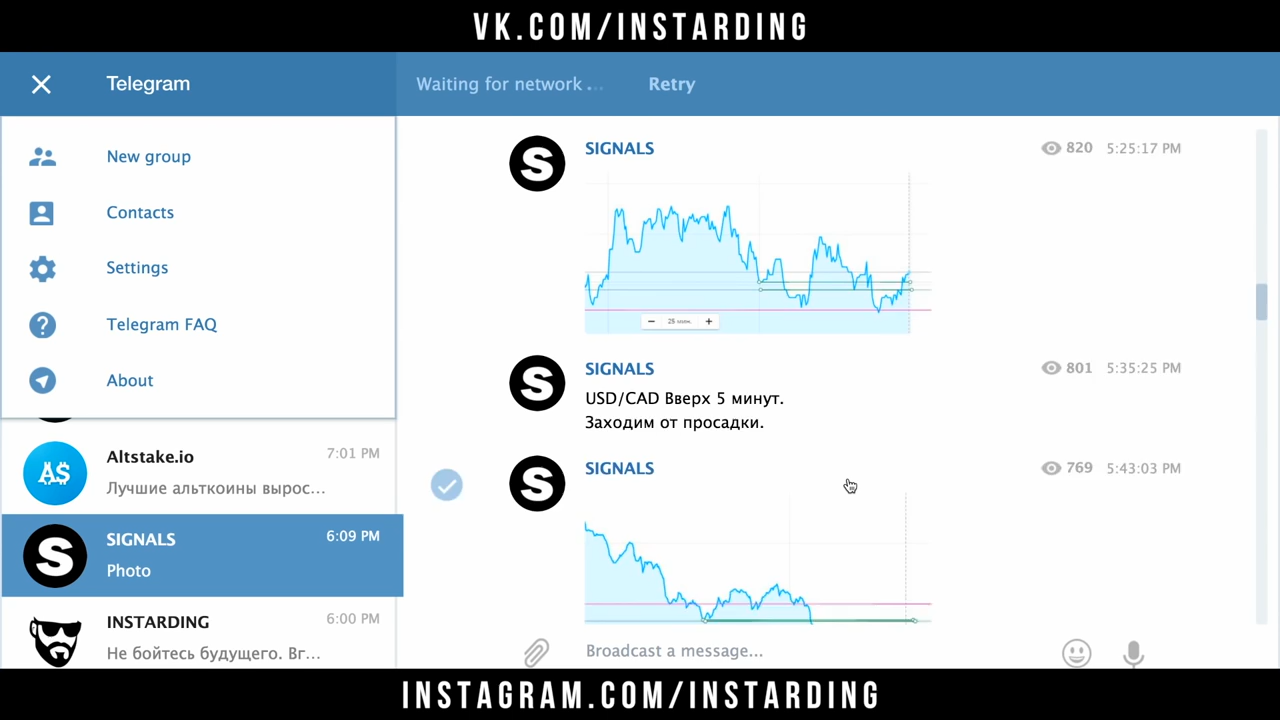 VK.COM/INSTARDING
Telegram
Waiting for network ...
Retry
New group
Contacts
Settings
Telegram FAQ
About
Altstake.io
7:01 PM
Лучшие альткоины вырос...
SIGNALS
6:09 PM
Photo
INSTARDING
6:00 PM
Не бойтесь будущего. Вг...
SIGNALS
820 5:25:17 PM
25 мин.
SIGNALS
801 5:35:25 PM
USD/CAD Вверх 5 минут.
Заходим от просадки.
SIGNALS
769 5:43:03 PM
Broadcast a message...
INSTAGRAM.COM/INSTARDING